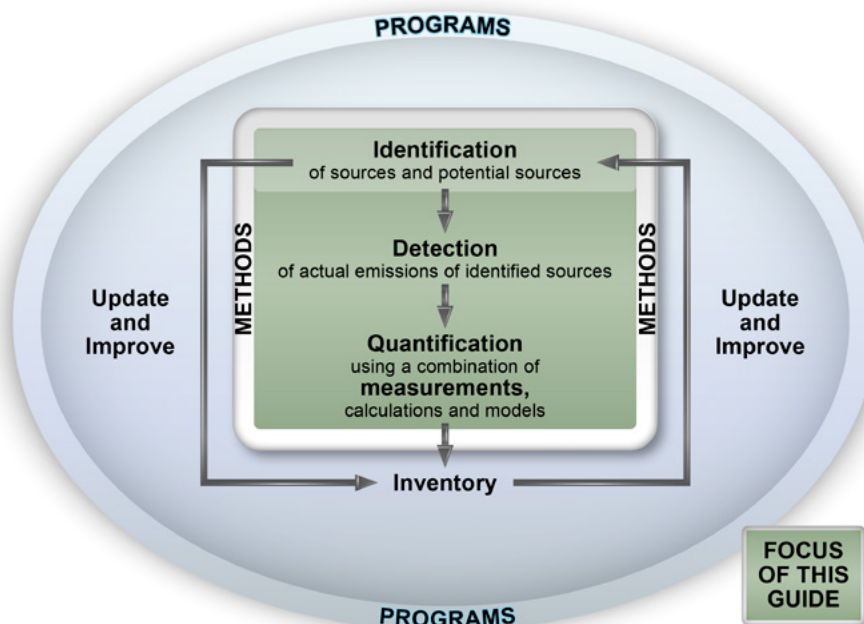 PROGRAMS
Identification
of sources and potential sources
METHODS
METHODS
Detection
of actual emissions of identified sources
Update
and
Improve
Update
and
Improve
Quantification
using a combination of
measurements,
calculations and models
Inventory
FOCUS
OF THIS
GUIDE
PROGRAMS